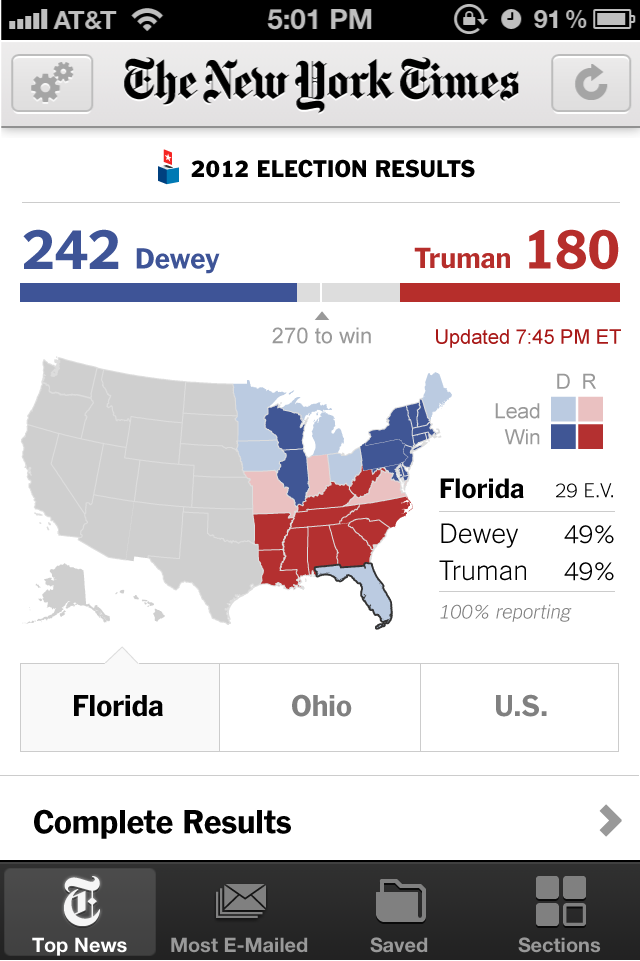 AT&T 5:01 PM 91 %
The New York Times
2012 ELECTION RESULTS
242 Dewey Truman 180
270 to win Updated 7:45 PM ET
D R
Lead
Win
Florida 29 E.V.
Dewey 49%
Truman 49%
100% reporting
Florida Ohio U.S.
Complete Results
T
Top News Most E-Mailed Saved Sections